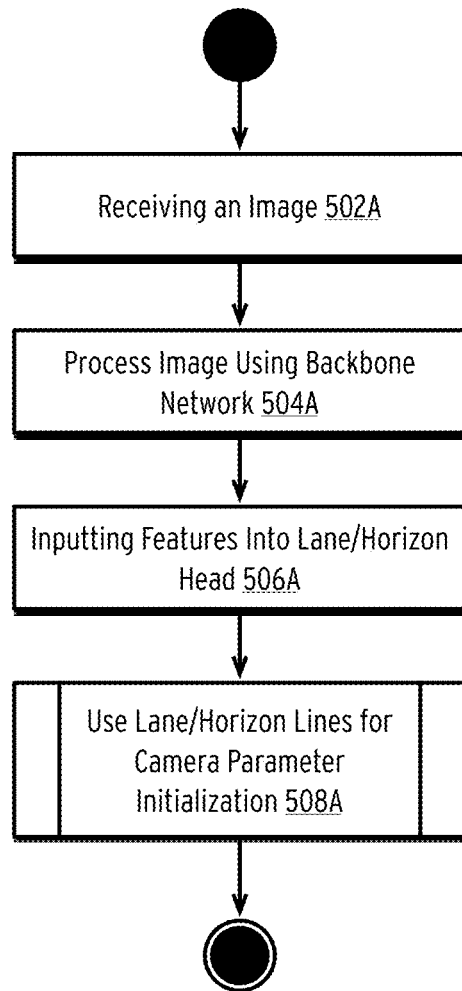 Receiving an Image 502A
Process Image Using Backbone
Network 504A
Inputting Features Into Lane/Horizon
Head 506A
Use Lane/Horizon Lines for
Camera Parameter
Initialization 508A